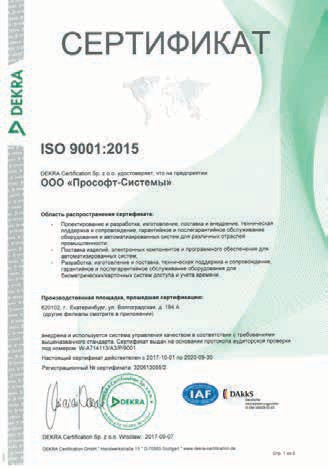 DEKRA
СЕРТИФИКАТ
ISO 9001:2015
DEKRA Certification Sp. z o.o. удостоверяет, что на предприятии
ООО «Прософт-Системы»
Область распространения сертификата:
- Проектирование и разработка, изготовление, поставка и внедрение, техническая
поддержка и сопровождение, гарантийное и послегарантийное обслуживание
оборудования и автоматизированных систем для различных отраслей
промышленности.
- Поставка изделий, электронных компонентов и программного обеспечения для
автоматизированных систем;
- Разработка, изготовление и поставка, техническая поддержка и сопровождение,
гарантийное и послегарантийное обслуживание оборудования для
биометрических/карточных систем доступа и учета времени.
Производственная площадка, прошедшая сертификацию:
620102, г. Екатеринбург, ул. Волгоградская, д. 194 А
(другие филиалы смотрите в приложении)
внедрена и используется система управления качеством в соответствии с требованиями
вышеназванного стандарта. Сертификат выдан на основании протокола аудиторской проверки
под номером
Настоящий сертификат действителен с 2017-10-01 по 2020-09-30
Регистрационный № сертификата:
DEKRA
IAF
DAkkS
DEKRA Certification Sp. z o.o. Wrocław; 2017-09-07
DEKRA Certification GmbH * Handwerkstraße 15 * D-70565 Stuttgart * www.dekra-certification.de
Стр. 1 из 2